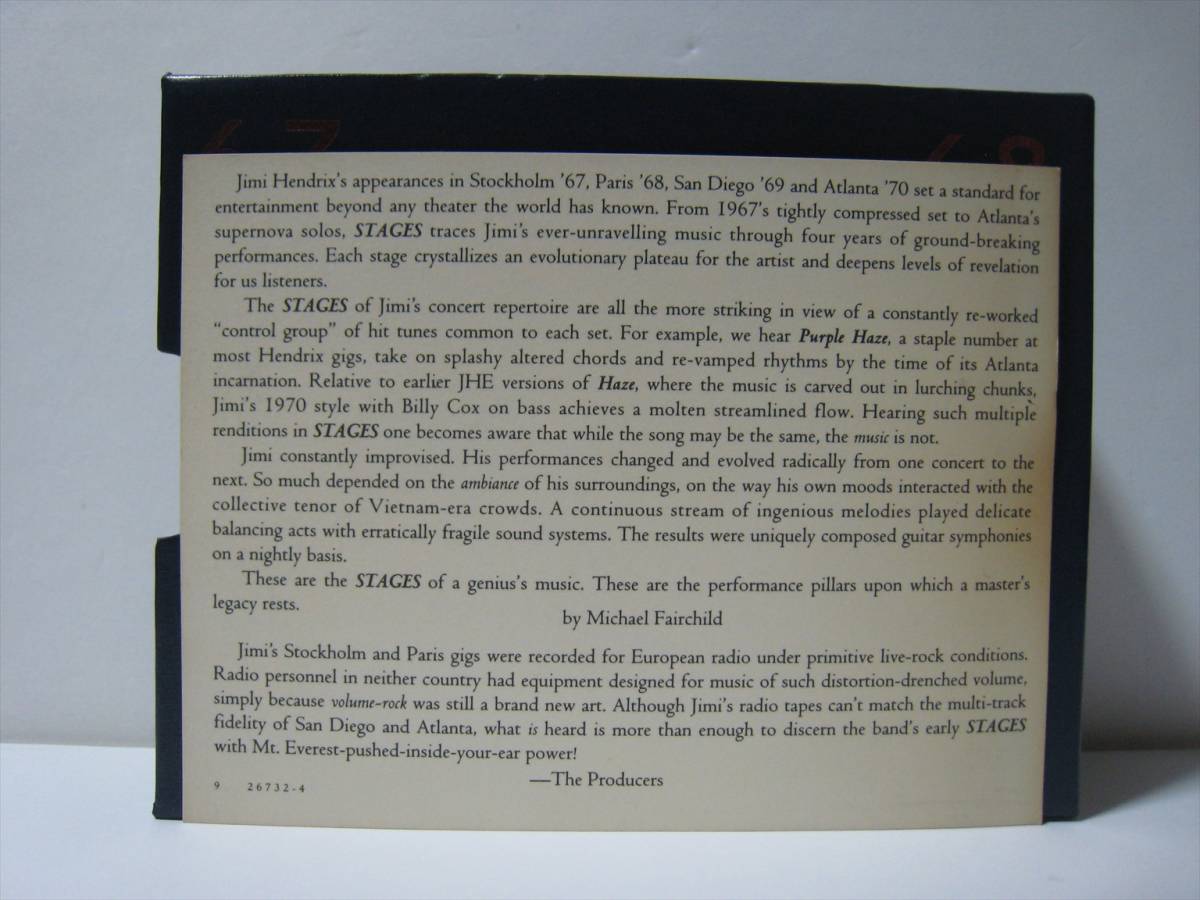 67 68
Jimi Hendrix's appearances in Stockholm '67, Paris '68, San Diego '69 and Atlanta '70 set a standard for
entertainment beyond any theater the world has known. From 1967's tightly compressed set to Atlanta's
supernova solos, STAGES traces Jimi's ever-unravelling music through four years of ground-breaking
performances. Each stage crystallizes an evolutionary plateau for the artist and deepens levels of revelation
for us listeners.
The STAGES of Jimi's concert repertoire are all the more striking in view of a constantly re-worked
"control group" of hit tunes common to each set. For example, we hear Purple Haze, a staple number at
most Hendrix gigs, take on splashy altered chords and re-vamped rhythms by the time of its Atlanta
incarnation. Relative to earlier JHE versions of Haze, where the music is carved out in lurching chunks,
Jimi's 1970 style with Billy Cox on bass achieves a molten streamlined flow. Hearing such multiple
renditions in STAGES one becomes aware that while the song may be the same, the music is not.
Jimi constantly improvised. His performances changed and evolved radically from one concert to the
next. So much depended on the ambiance of his surroundings, on the way his own moods interacted with the
collective tenor of Vietnam-era crowds. A continuous stream of ingenious melodies played delicate
balancing acts with erratically fragile sound systems. The results were uniquely composed guitar symphonies
on a nightly basis.
These are the STAGES of a genius's music. These are the performance pillars upon which a master's
legacy rests.
by Michael Fairchild
Jimi's Stockholm and Paris gigs were recorded for European radio under primitive live-rock conditions.
Radio personnel in neither country had equipment designed for music of such distortion-drenched volume,
simply because volume-rock was still a brand new art. Although Jimi's radio tapes can't match the multi-track
fidelity of San Diego and Atlanta, what is heard is more than enough to discern the band's early STAGES
with Mt. Everest-pushed-inside-your-ear power!
—The Producers
9 26732-4